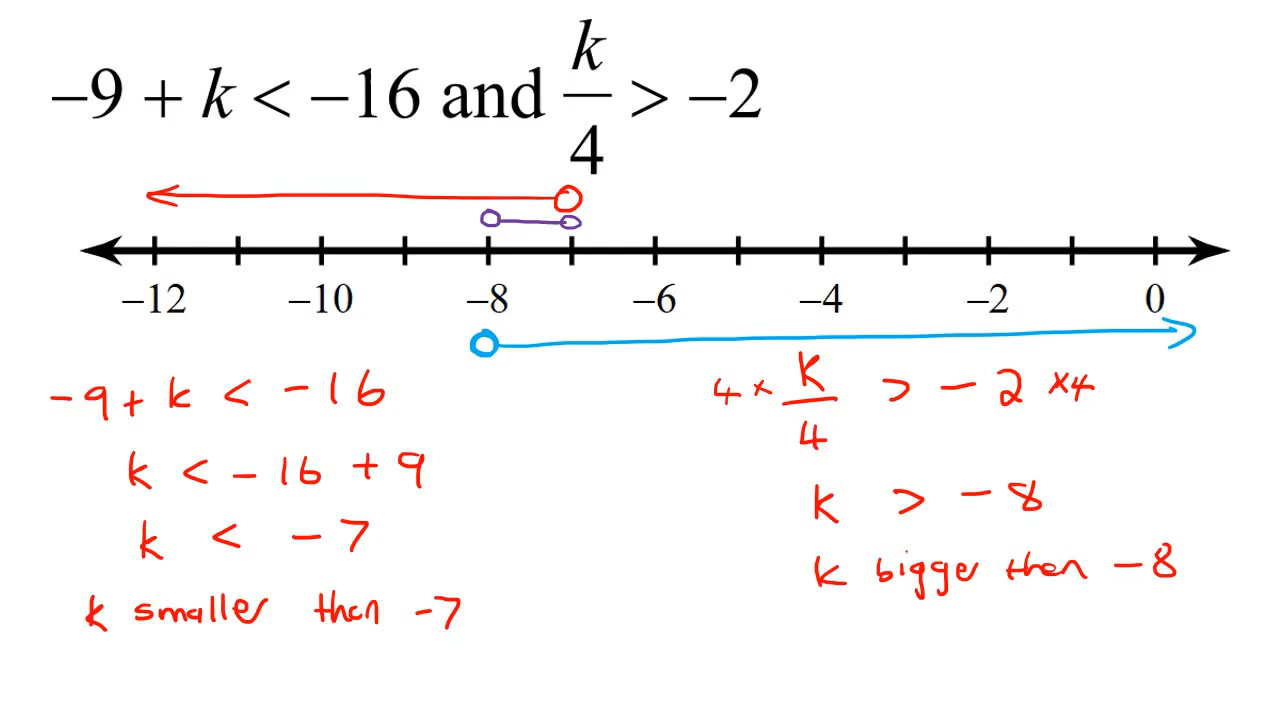 −9 + k < −16 and k/4 > −2
−12 −10 −8 −6 −4 −2 0
-9 + k < -16
k < -16 + 9
k < -7
k smaller than -7
4 × k/4 > -2 ×4
k > -8
k bigger then -8